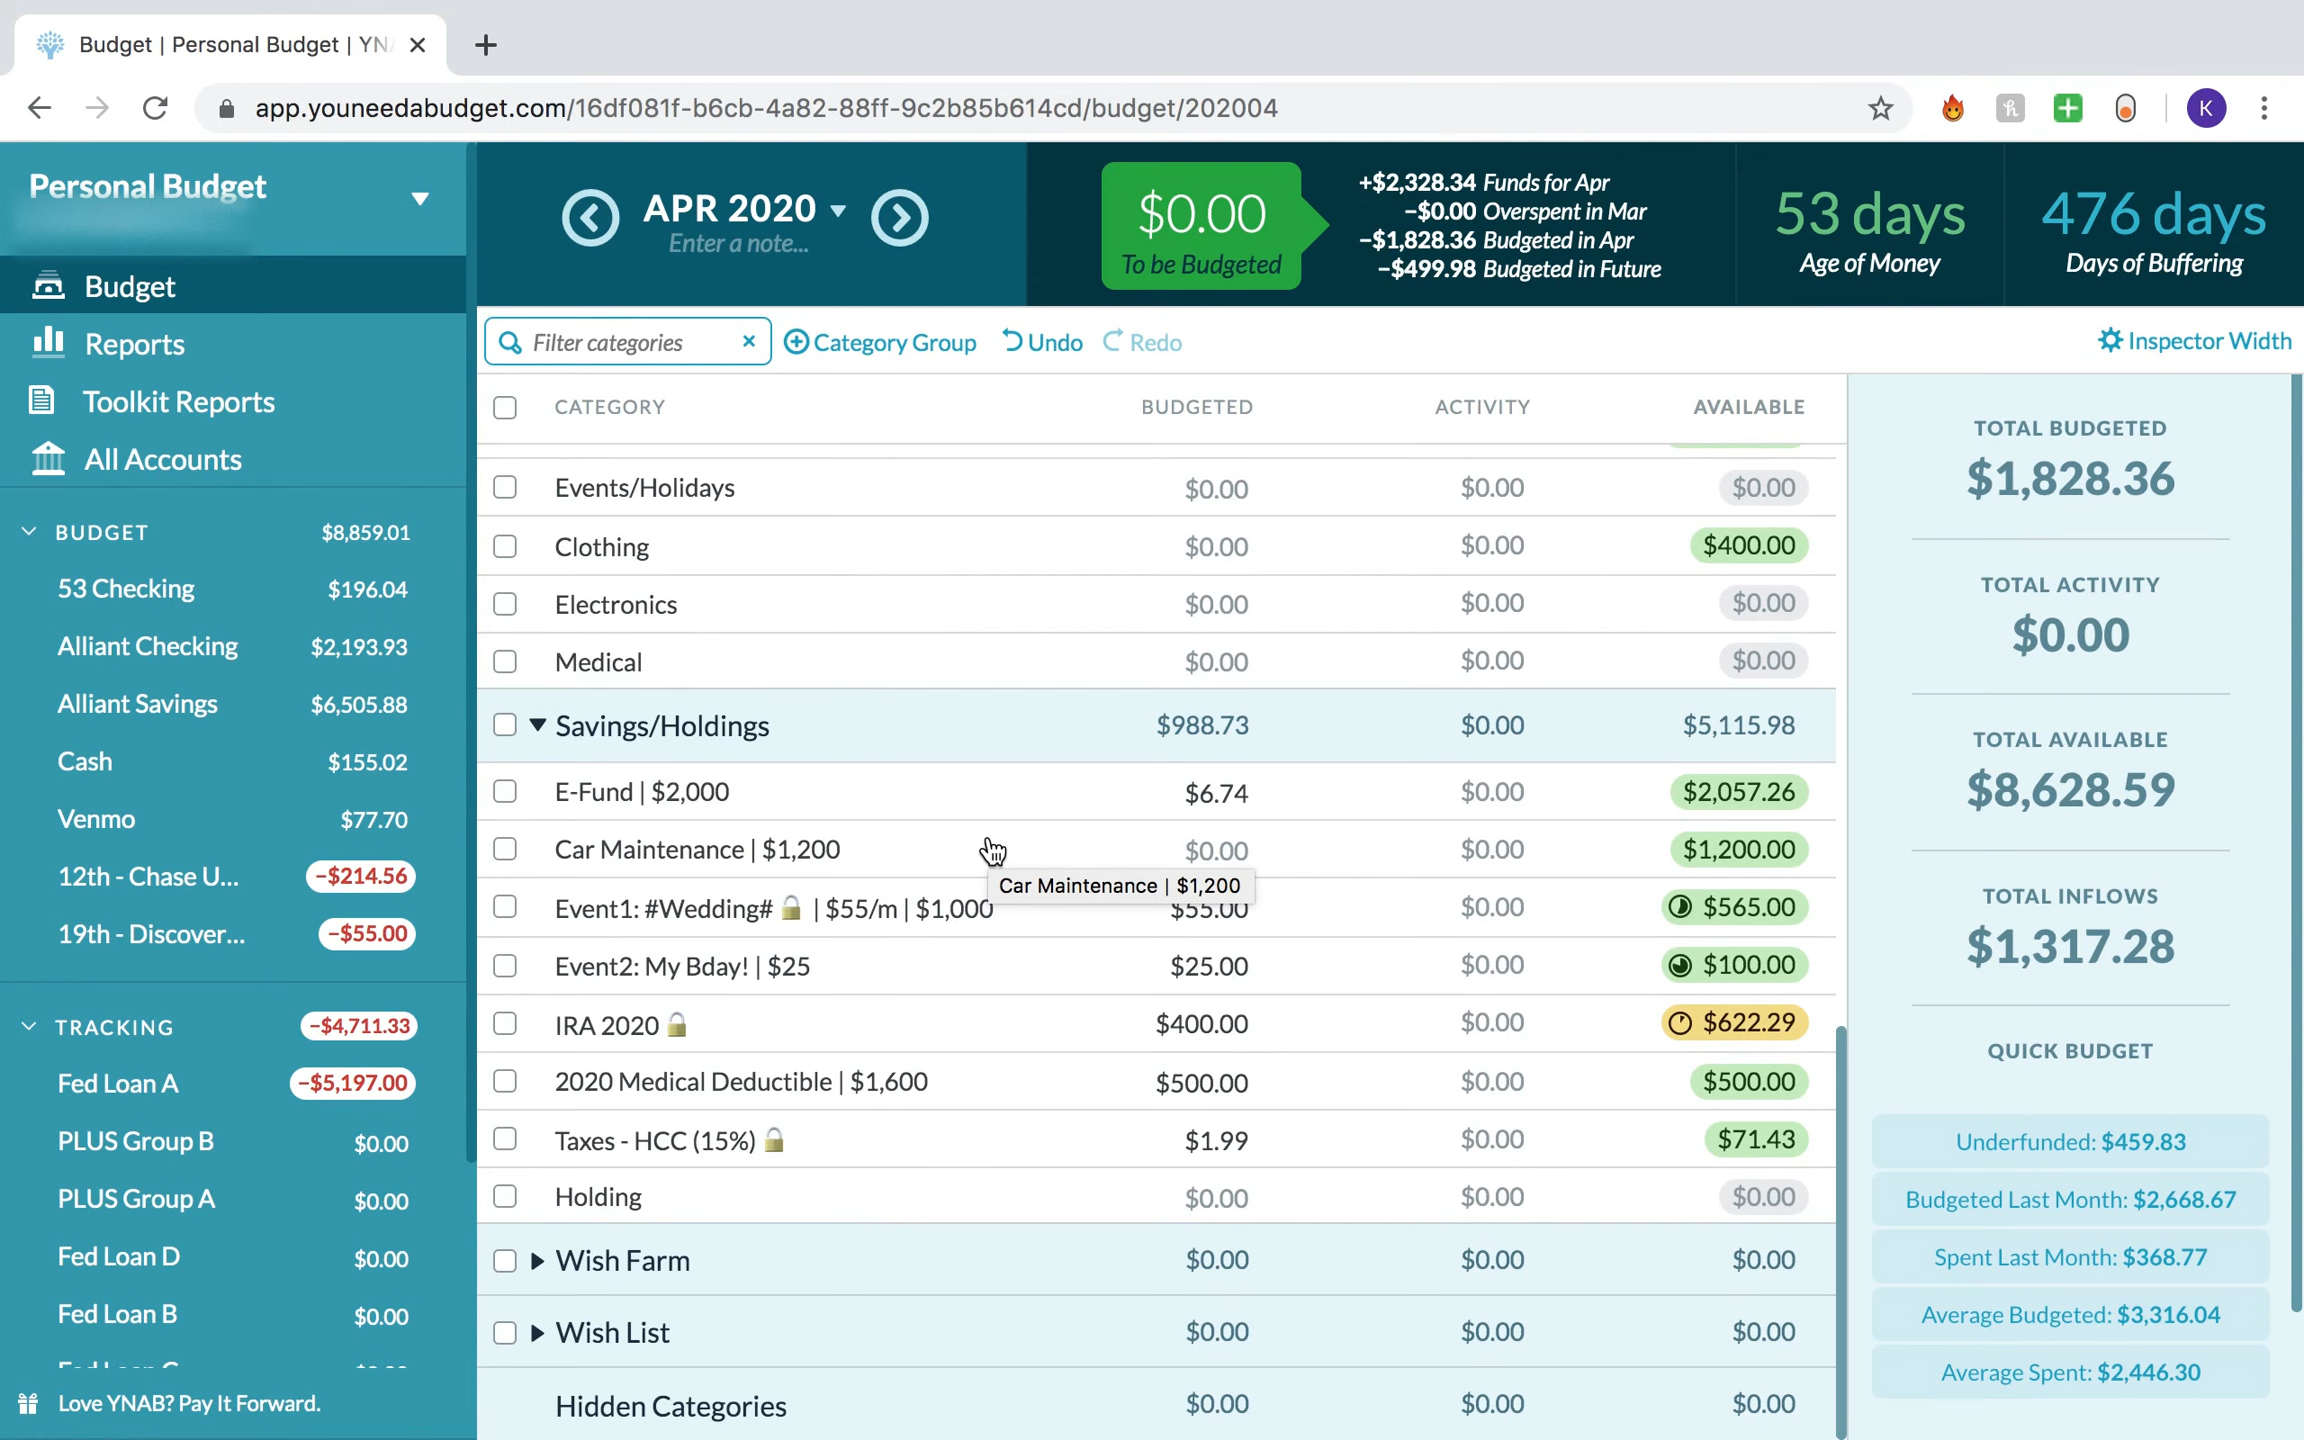 Budget | Personal Budget | YN
app.youneedabudget.com/16df081f-b6cb-4a82-88ff-9c2b85b614cd/budget/202004
K
Personal Budget
Budget
Reports
Toolkit Reports
All Accounts
BUDGET $8,859.01
53 Checking $196.04
Alliant Checking $2,193.93
Alliant Savings $6,505.88
Cash $155.02
Venmo $77.70
12th - Chase U... -$214.56
19th - Discover... -$55.00
TRACKING -$4,711.33
Fed Loan A -$5,197.00
PLUS Group B $0.00
PLUS Group A $0.00
Fed Loan D $0.00
Fed Loan B $0.00
Love YNAB? Pay It Forward.
APR 2020
Enter a note...
$0.00
To be Budgeted
+$2,328.34 Funds for Apr
-$0.00 Overspent in Mar
-$1,828.36 Budgeted in Apr
-$499.98 Budgeted in Future
53 days
Age of Money
476 days
Days of Buffering
Filter categories
Category Group
Undo
Redo
Inspector Width
CATEGORY BUDGETED ACTIVITY AVAILABLE
Events/Holidays $0.00 $0.00 $0.00
Clothing $0.00 $0.00 $400.00
Electronics $0.00 $0.00 $0.00
Medical $0.00 $0.00 $0.00
Savings/Holdings $988.73 $0.00 $5,115.98
E-Fund | $2,000 $6.74 $0.00 $2,057.26
Car Maintenance | $1,200 $0.00 $0.00 $1,200.00
Car Maintenance | $1,200
Event1: #Wedding# | $55/m | $1,000 $55.00 $0.00 $565.00
Event2: My Bday! | $25 $25.00 $0.00 $100.00
IRA 2020 $400.00 $0.00 $622.29
2020 Medical Deductible | $1,600 $500.00 $0.00 $500.00
Taxes - HCC (15%) $1.99 $0.00 $71.43
Holding $0.00 $0.00 $0.00
Wish Farm $0.00 $0.00 $0.00
Wish List $0.00 $0.00 $0.00
Hidden Categories $0.00 $0.00 $0.00
TOTAL BUDGETED
$1,828.36
TOTAL ACTIVITY
$0.00
TOTAL AVAILABLE
$8,628.59
TOTAL INFLOWS
$1,317.28
QUICK BUDGET
Underfunded: $459.83
Budgeted Last Month: $2,668.67
Spent Last Month: $368.77
Average Budgeted: $3,316.04
Average Spent: $2,446.30